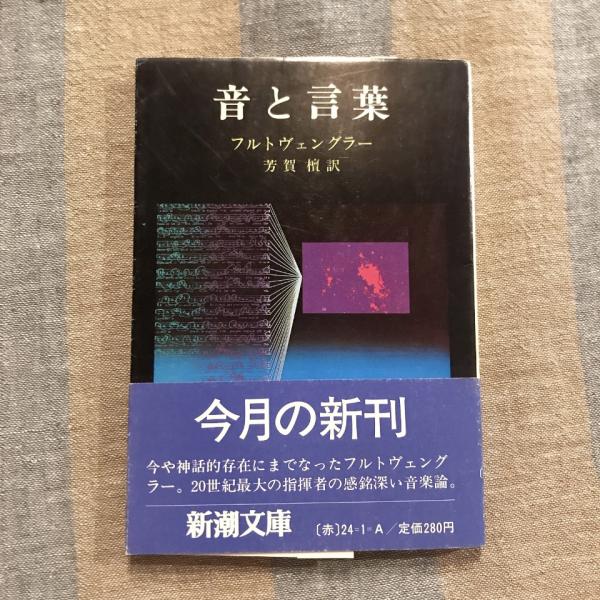 音と言葉
フルトヴェングラー
芳賀 檀訳
今月の新刊
今や神話的存在にまでなったフルトヴェング
ラー。20世紀最大の指揮者の感銘深い音楽論。
新潮文庫 〔赤〕24=1=A／定価280円